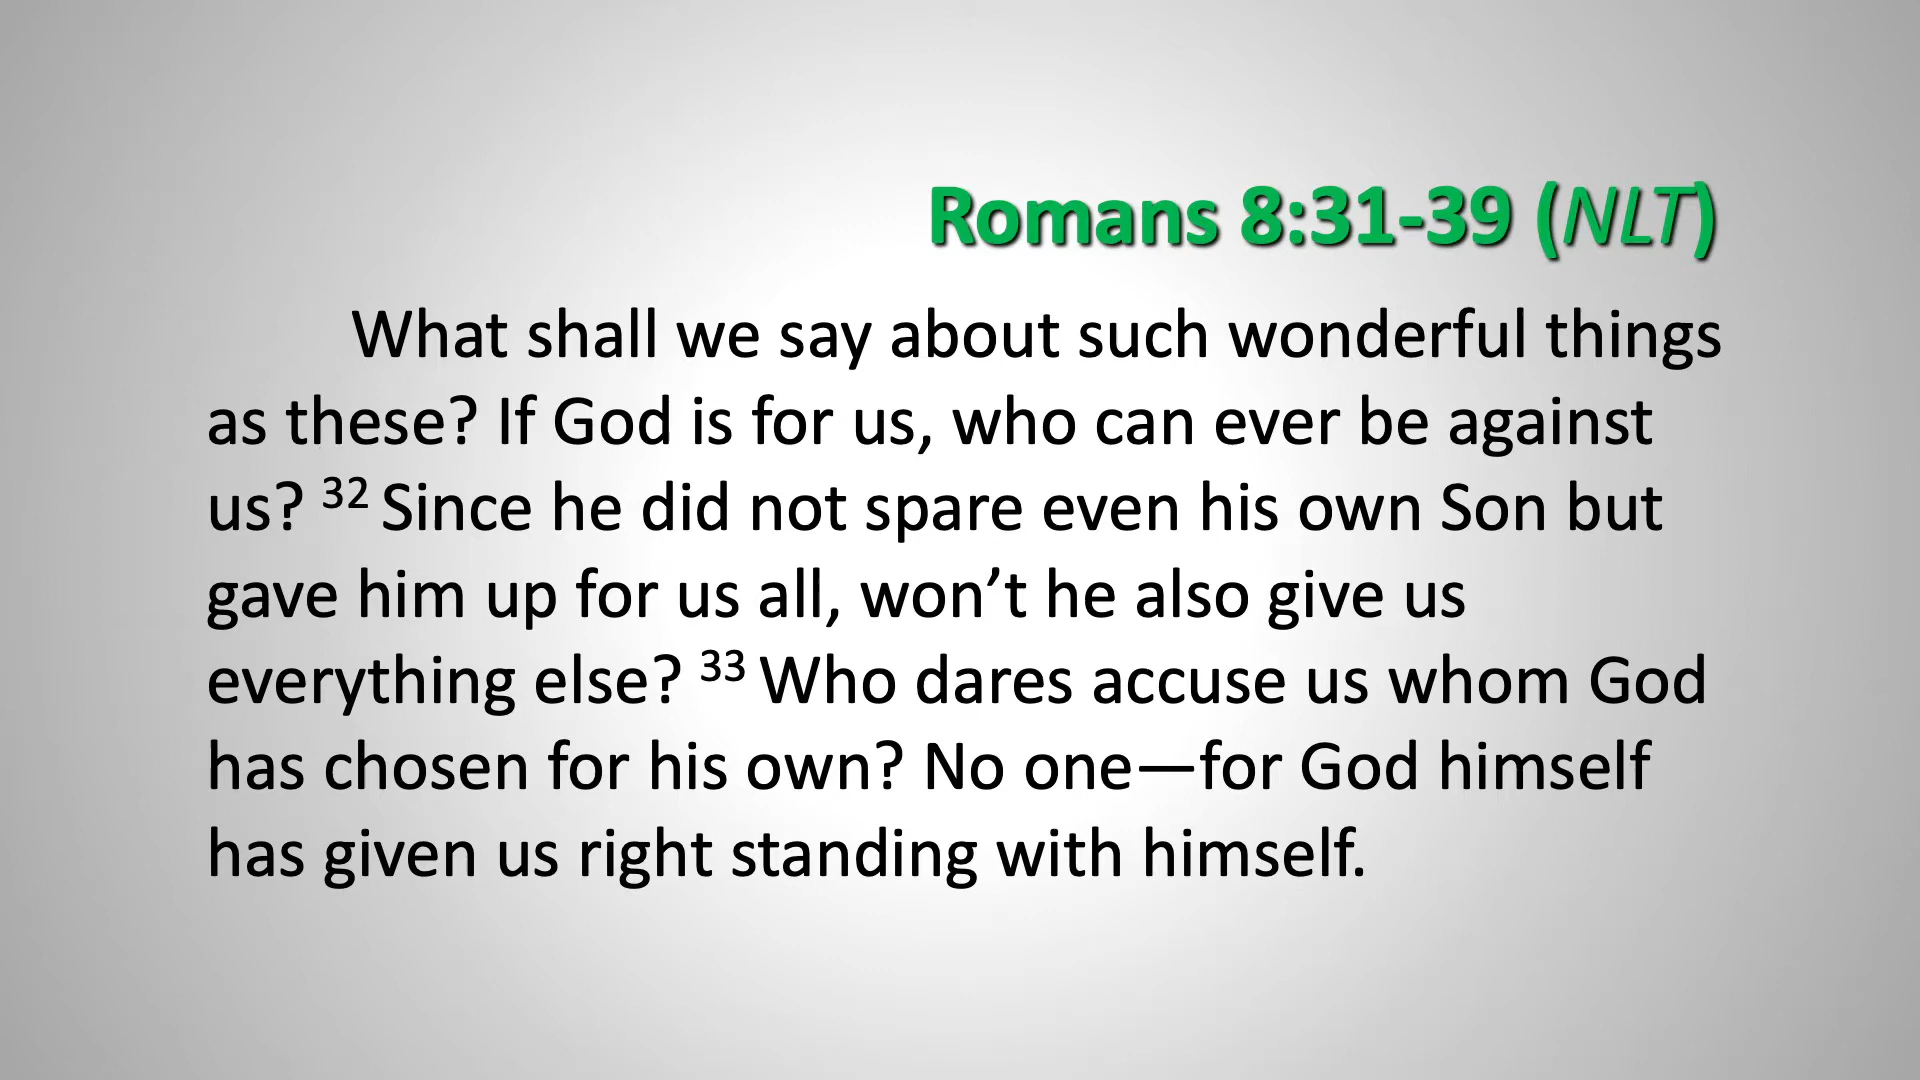 Romans 8:31-39 (NLT)
What shall we say about such wonderful things
as these? If God is for us, who can ever be against
us? 32 Since he did not spare even his own Son but
gave him up for us all, won’t he also give us
everything else? 33 Who dares accuse us whom God
has chosen for his own? No one—for God himself
has given us right standing with himself.